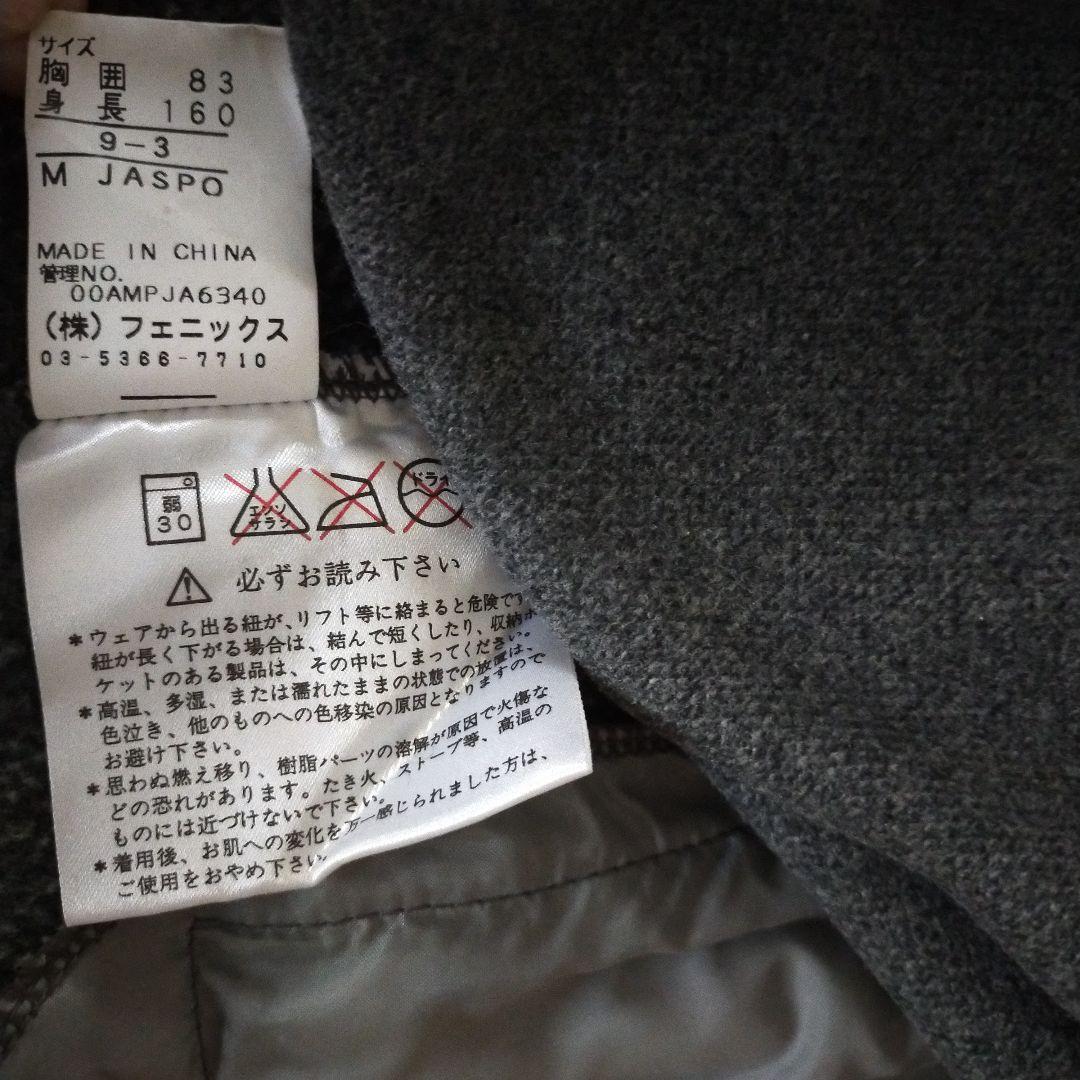 サイズ
胸囲 83
身長 160
9-3
M JASPO
MADE IN CHINA
管理NO.
00AMPJA6340
(株)フェニックス
03-5366-7710
弱
30
エンソ
サラシ
ドライ
必ずお読み下さい
*ウェアから出る紐が、リフト等に絡まると危険です
紐が長く下がる場合は、結んで短くしたり、収納ポ
ケットのある製品は、その中にしまってください。
*高温、多湿、または濡れたままの状態での放置は、
色泣き、他のものへの色移染の原因となりますので
お避け下さい。
*思わぬ燃え移り、樹脂パーツの溶解が原因で火傷な
どの恐れがあります。たき火、ストーブ等、高温の
ものには近づけないで下さい。
*着用後、お肌への変化を万一感じられました方は、
ご使用をおやめ下さい